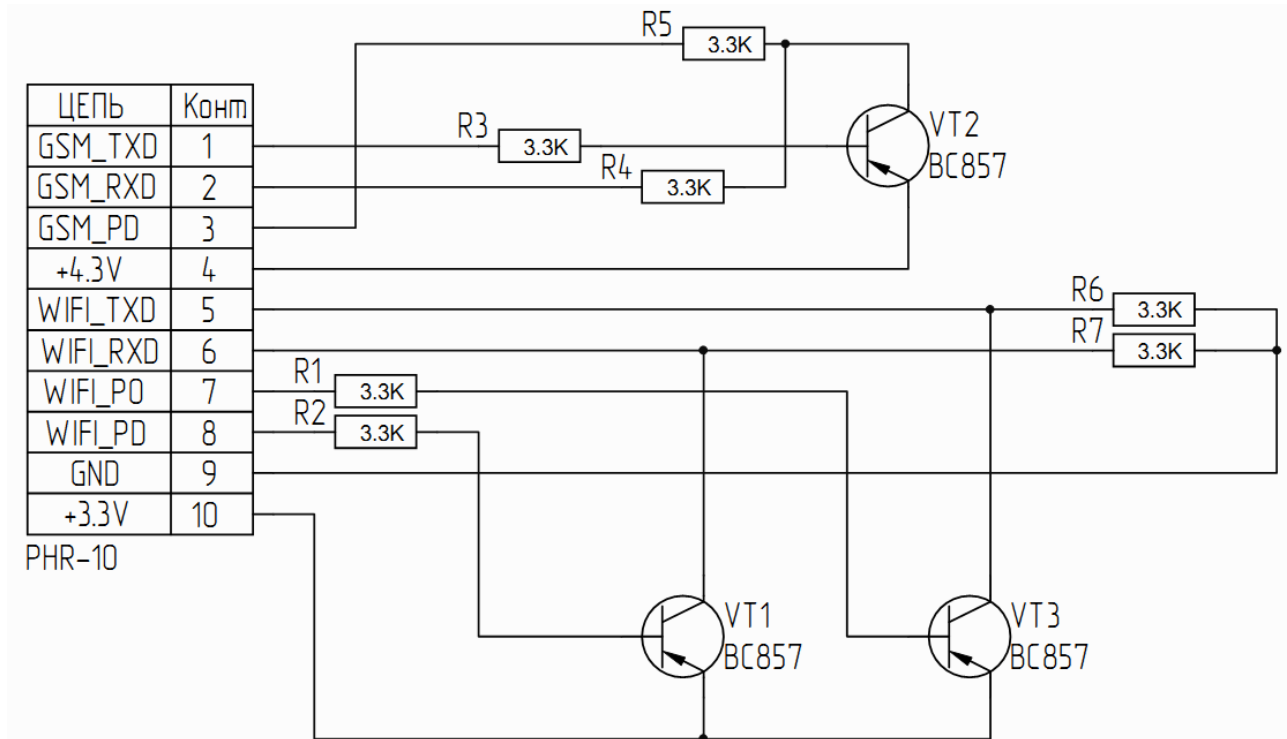 R5
3.3K
ЦЕПЬ Конт
GSM_TXD 1
R3
3.3K
VT2
BC857
GSM_RXD 2
R4
3.3K
GSM_PD 3
+4.3V 4
WIFI_TXD 5
R6
3.3K
WIFI_RXD 6
R7
3.3K
WIFI_PO 7
R1
3.3K
WIFI_PD 8
R2
3.3K
GND 9
+3.3V 10
PHR-10
VT1
BC857
VT3
BC857